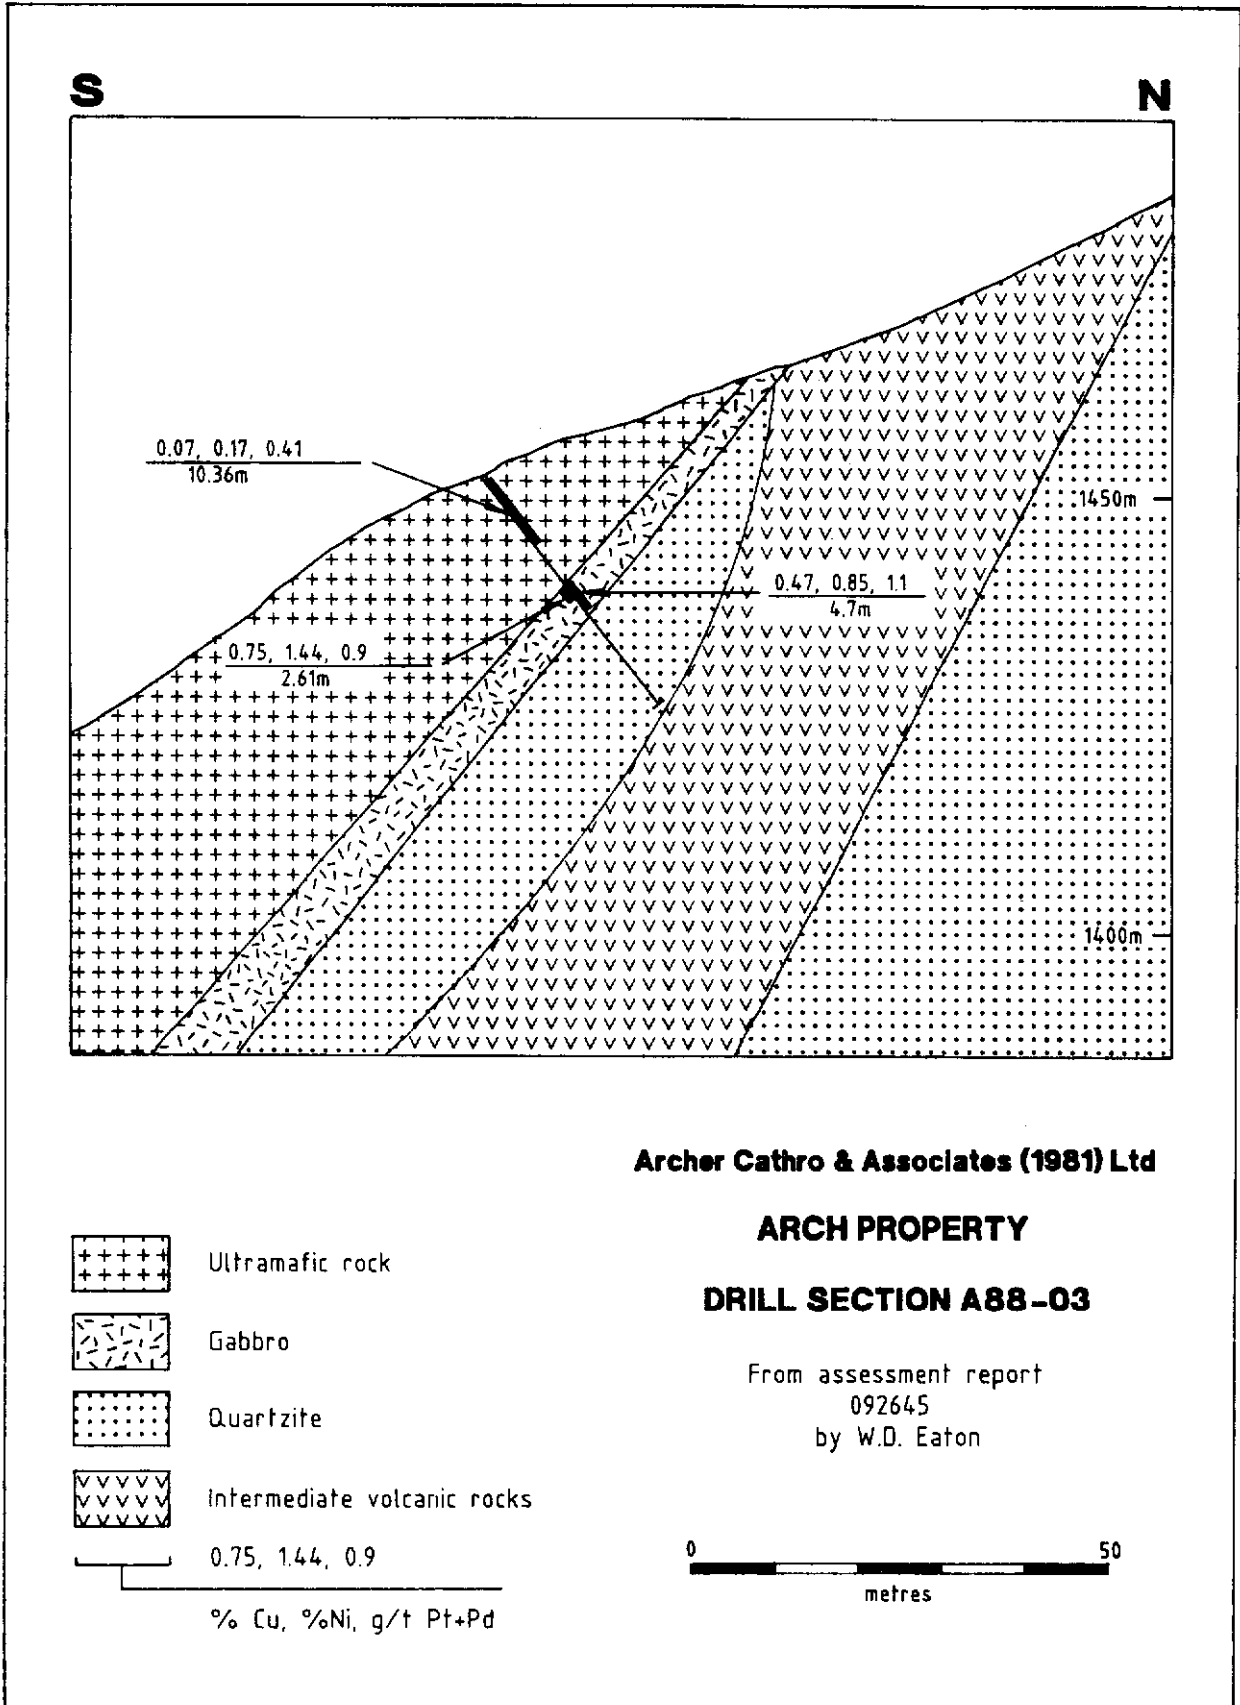 S N
0.07, 0.17, 0.41
10.36m
1450m
0.47, 0.85, 1.1
4.7m
0.75, 1.44, 0.9
2.61m
1400m
Archer Cathro & Associates (1981) Ltd
ARCH PROPERTY
DRILL SECTION A88-03
From assessment report
092645
by W.D. Eaton
Ultramafic rock
Gabbro
Quartzite
Intermediate volcanic rocks
0.75, 1.44, 0.9
% Cu, %Ni, g/t Pt+Pd
0 50
metres